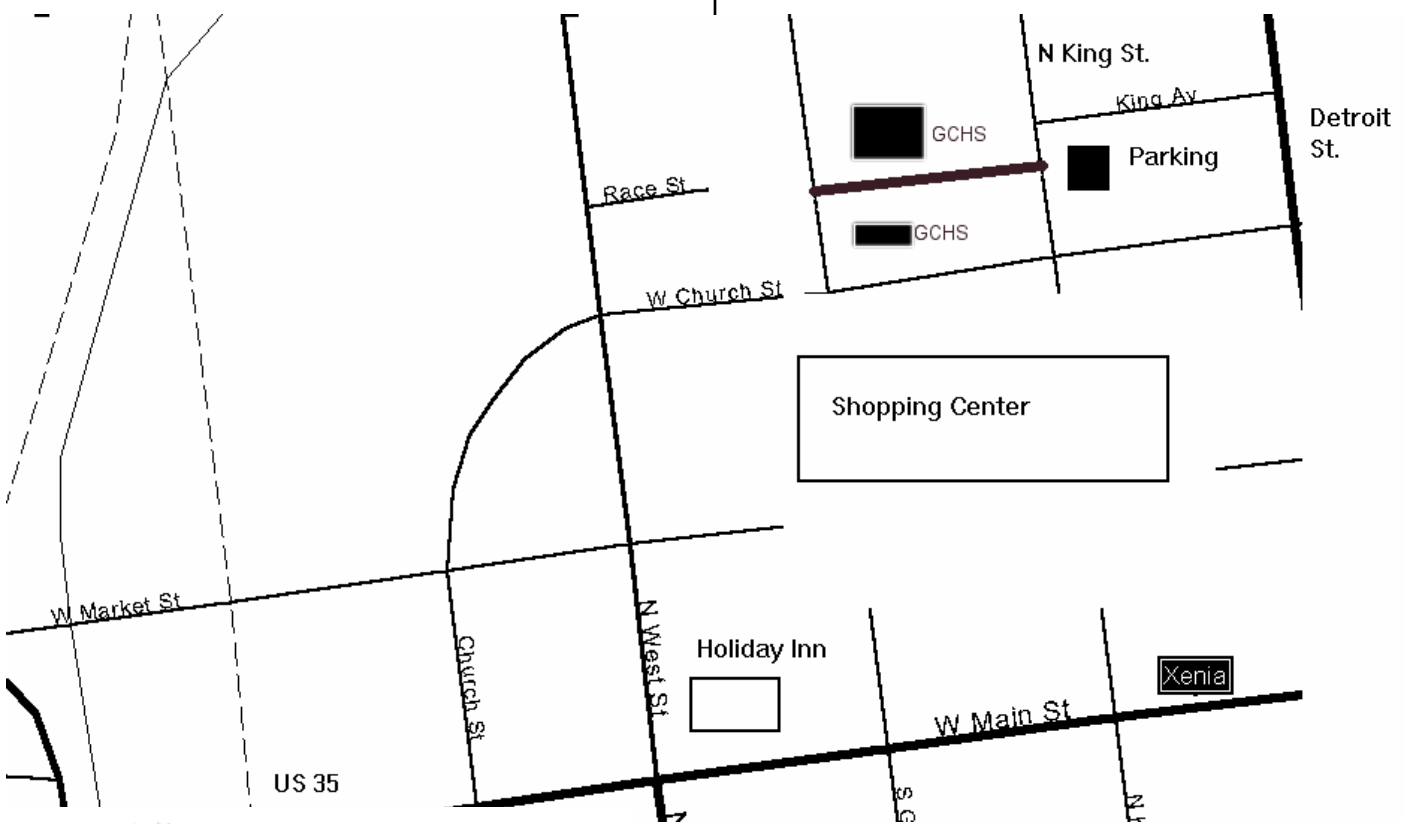 N King St.
King Av
Detroit
St.
GCHS
Parking
Race St
GCHS
W Church St
Shopping Center
W Market St
N West St
Church St
Holiday Inn
Xenia
W Main St
US 35